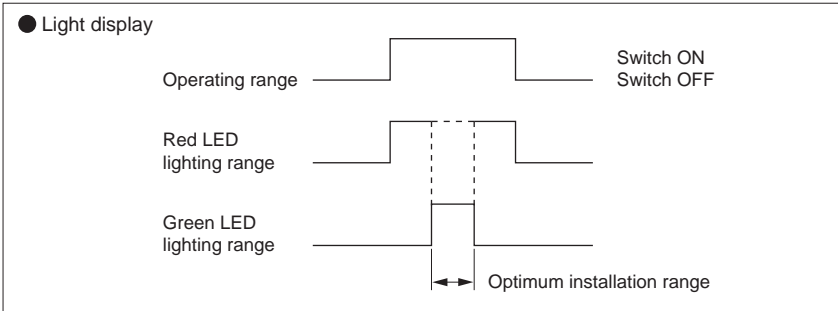 ● Light display
Switch ON
Operating range
Switch OFF
Red LED
lighting range
Green LED
lighting range
Optimum installation range